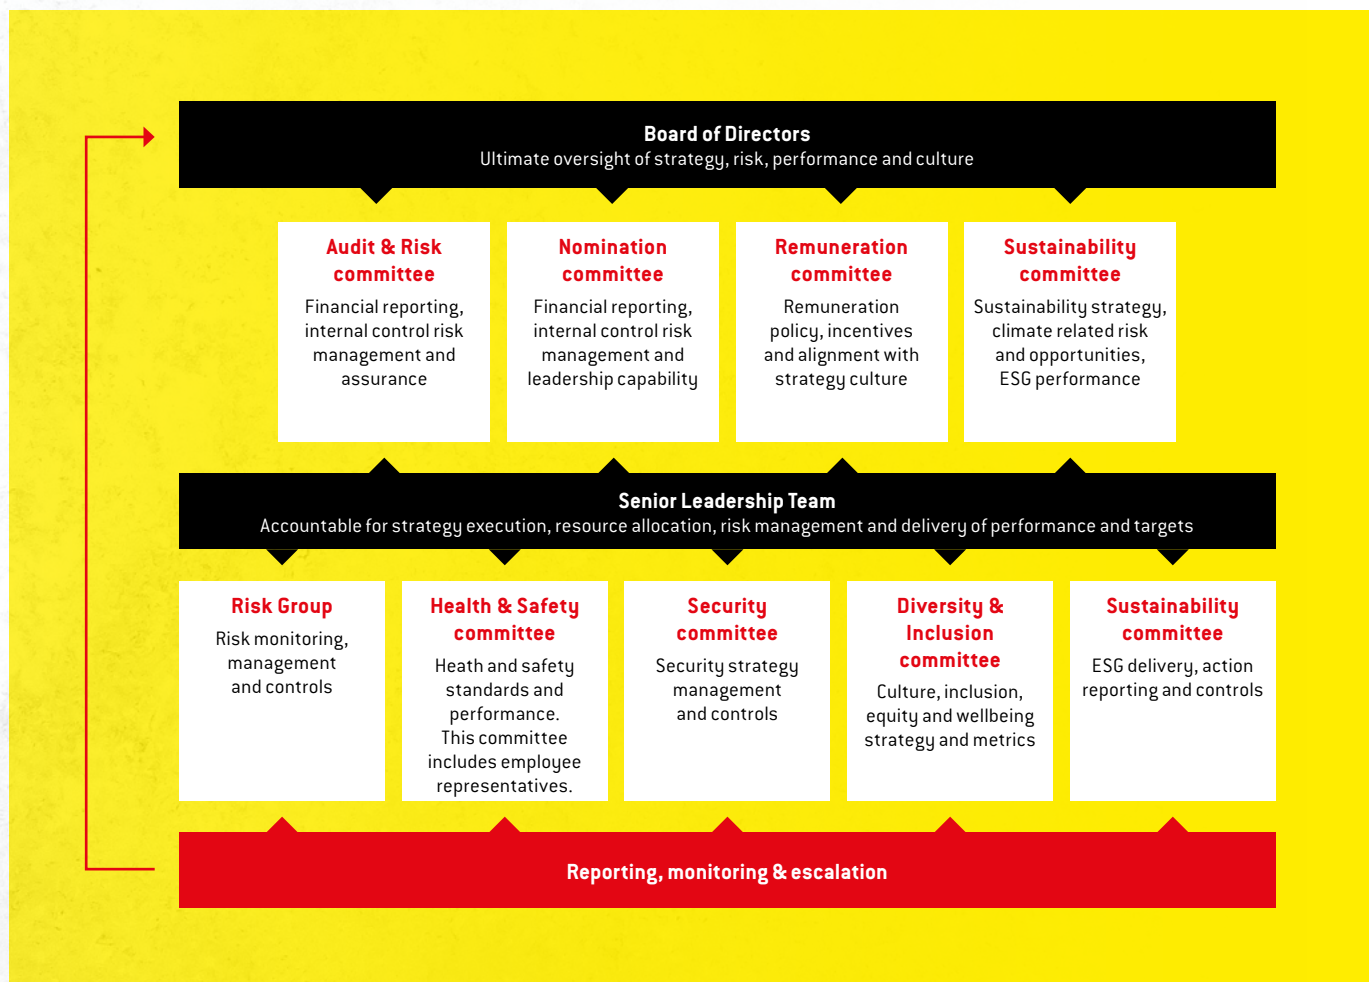 Board of Directors
Ultimate oversight of strategy, risk, performance and culture
Audit & Risk
committee
Financial reporting,
internal control risk
management and
assurance
Nomination
committee
Financial reporting,
internal control risk
management and
leadership capability
Remuneration
committee
Remuneration
policy, incentives
and alignment with
strategy culture
Sustainability
committee
Sustainability strategy,
climate related risk
and opportunities,
ESG performance
Senior Leadership Team
Accountable for strategy execution, resource allocation, risk management and delivery of performance and targets
Risk Group
Risk monitoring,
management
and controls
Health & Safety
committee
Heath and safety
standards and
performance.
This committee
includes employee
representatives.
Security
committee
Security strategy
management
and controls
Diversity &
Inclusion
committee
Culture, inclusion,
equity and wellbeing
strategy and metrics
Sustainability
committee
ESG delivery, action
reporting and controls
Reporting, monitoring & escalation